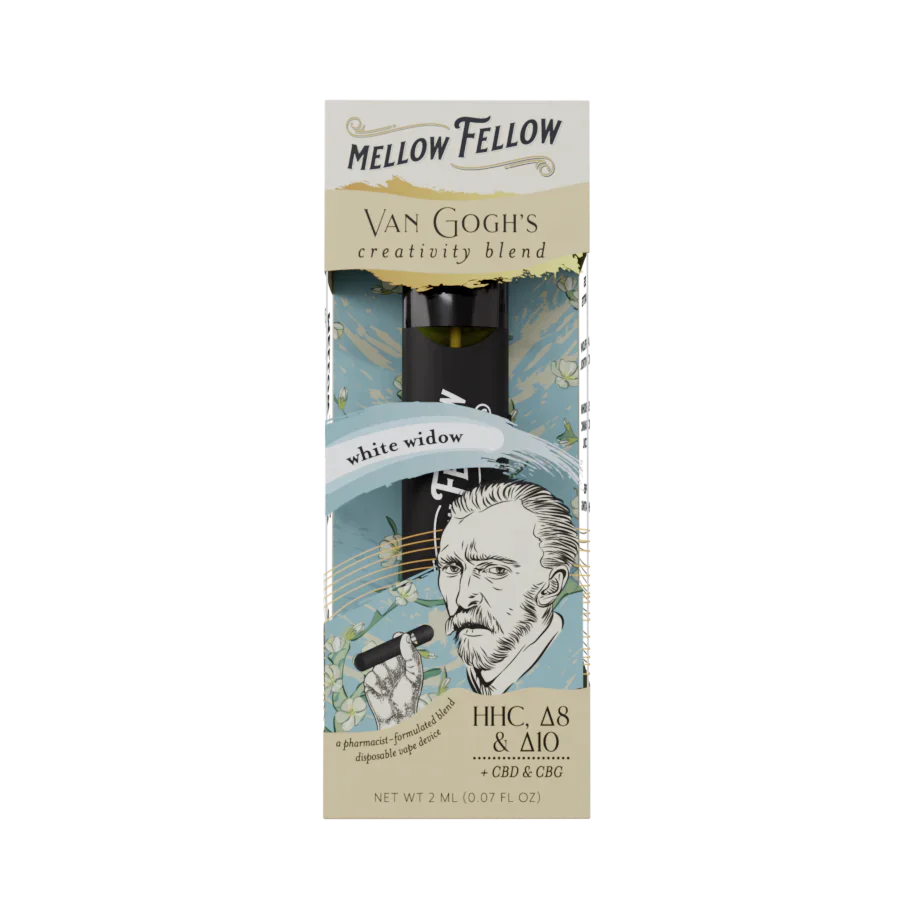 MELLOW FELLOW
VAN GOGH'S
creativity blend
white widow
a pharmacist-formulated blend
disposable vape device
HHC, Δ8
& Δ10
+ CBD & CBG
NET WT 2 ML (0.07 FL OZ)